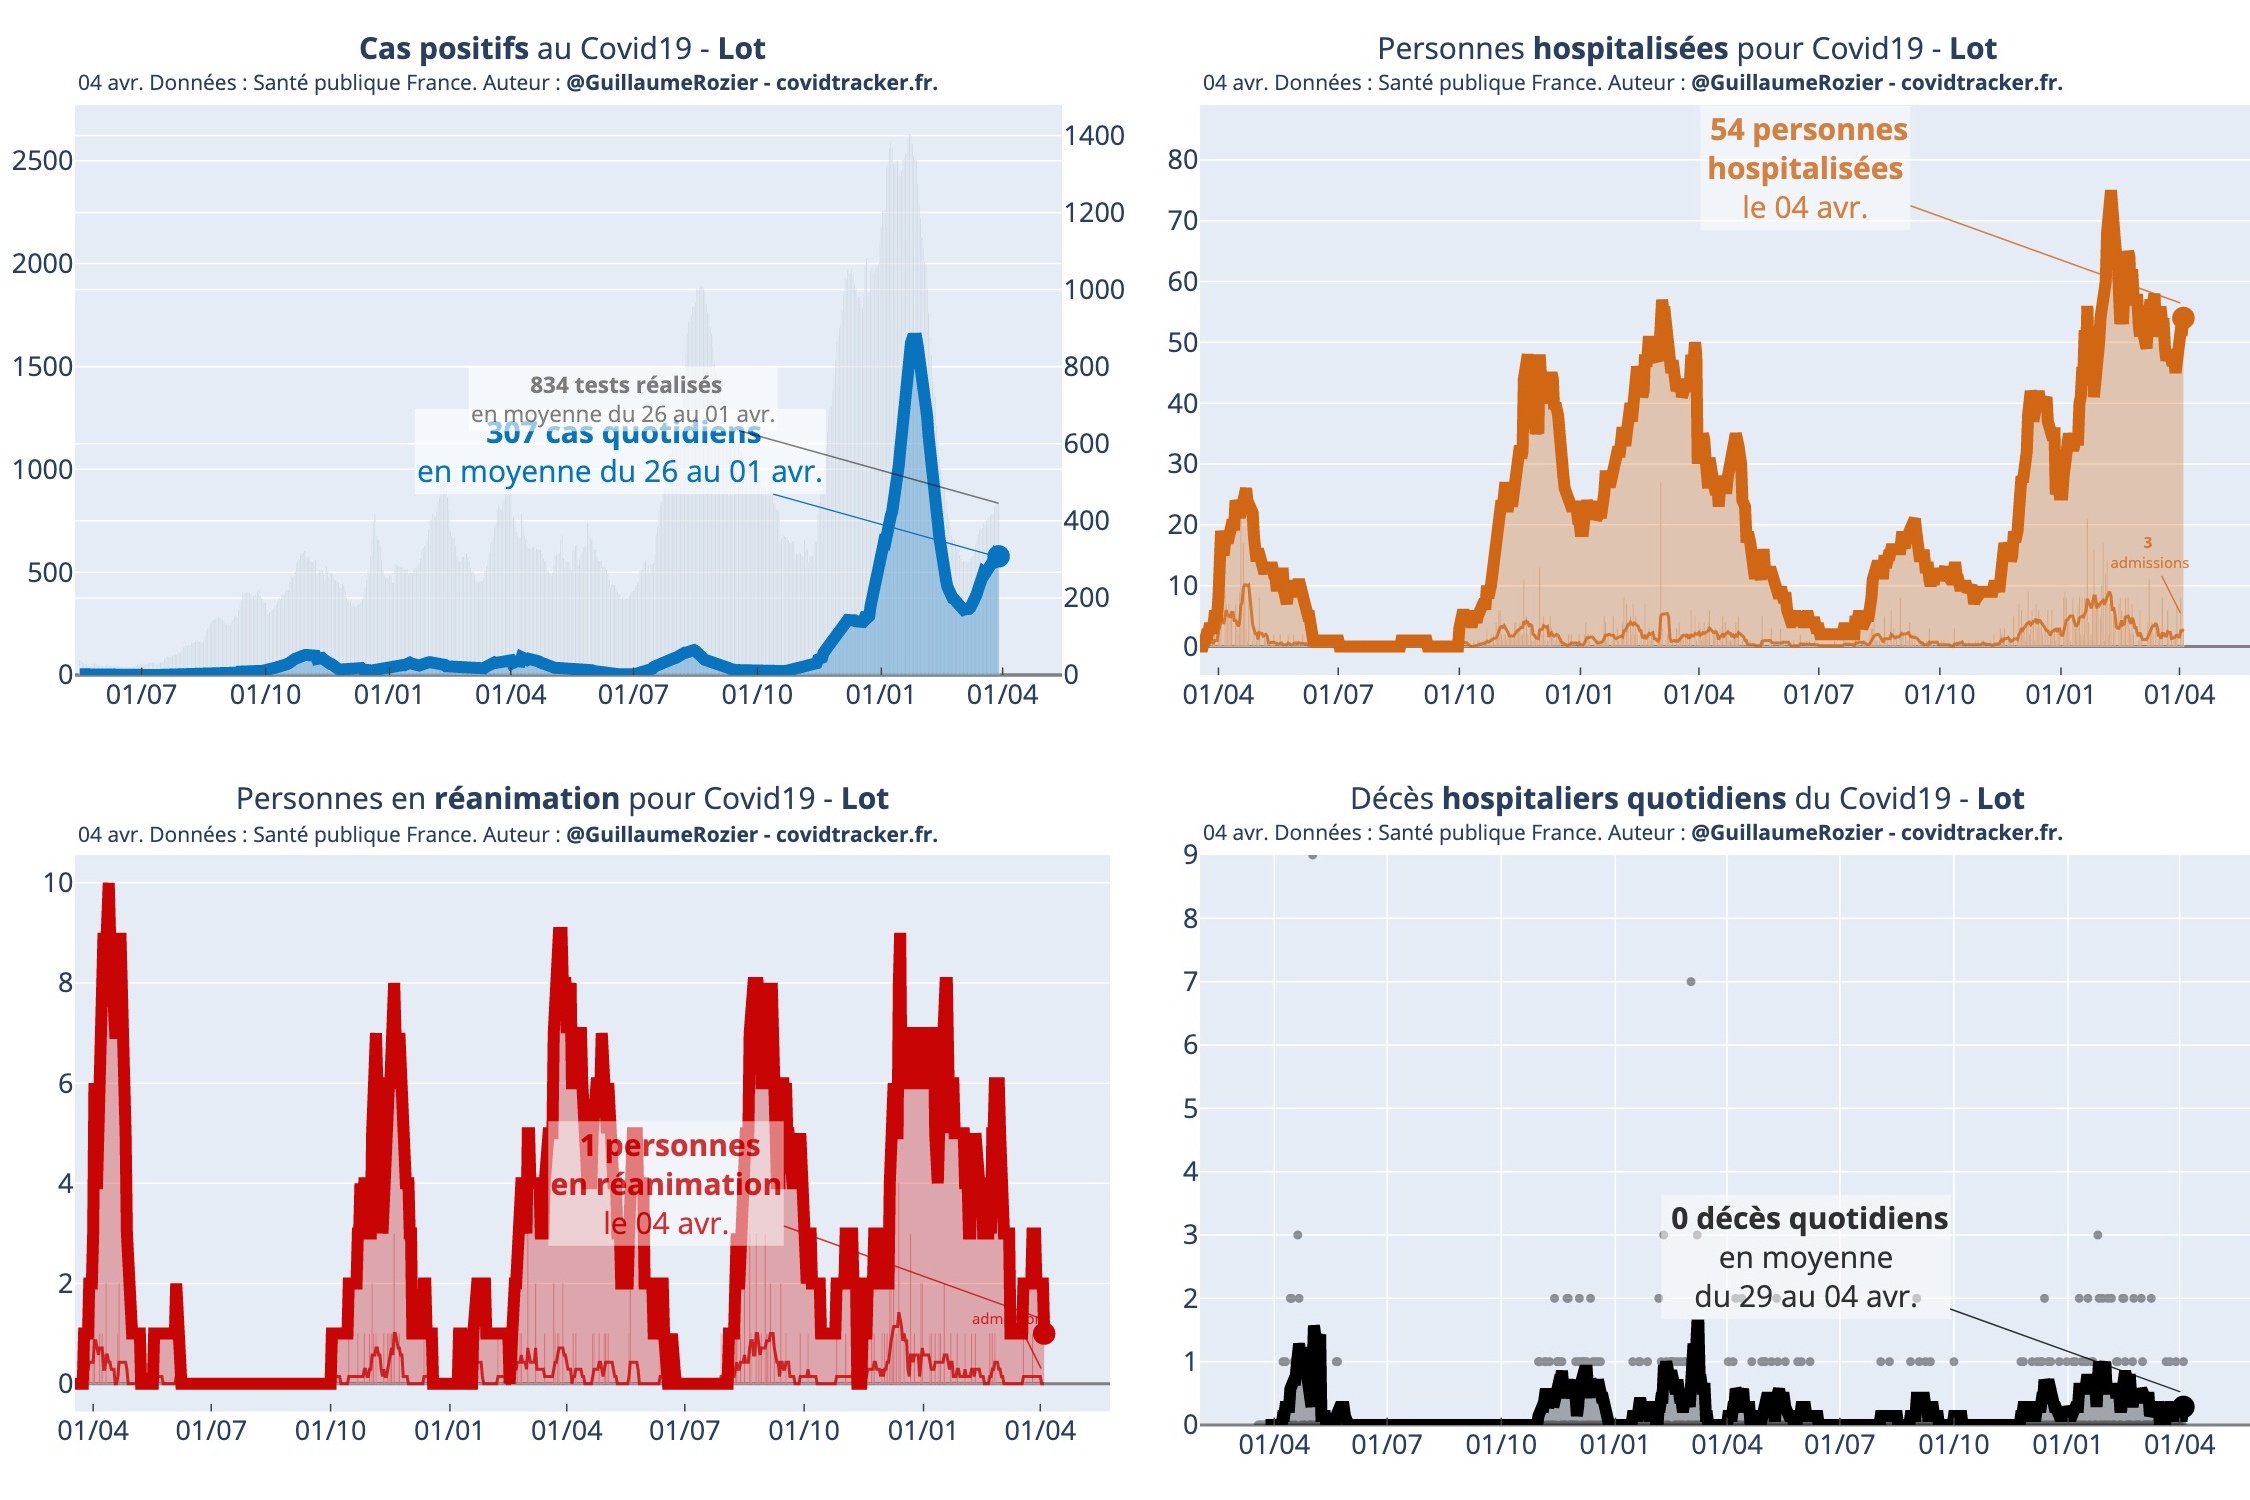 Cas positifs au Covid19 - Lot
04 avr. Données : Santé publique France. Auteur : @GuillaumeRozier - covidtracker.fr.
2500
2000
1500
1000
500
0
1400
1200
1000
800
600
400
200
0
834 tests réalisés
en moyenne du 26 au 01 avr.
307 cas quotidiens
en moyenne du 26 au 01 avr.
01/07 01/10 01/01 01/04 01/07 01/10 01/01 01/04
Personnes hospitalisées pour Covid19 - Lot
04 avr. Données : Santé publique France. Auteur : @GuillaumeRozier - covidtracker.fr.
80
70
60
50
40
30
20
10
0
54 personnes
hospitalisées
le 04 avr.
3
admissions
01/04 01/07 01/10 01/01 01/04 01/07 01/10 01/01 01/04
Personnes en réanimation pour Covid19 - Lot
04 avr. Données : Santé publique France. Auteur : @GuillaumeRozier - covidtracker.fr.
10
8
6
4
2
0
1 personnes
en réanimation
le 04 avr.
01/04 01/07 01/10 01/01 01/04 01/07 01/10 01/01 01/04
Décès hospitaliers quotidiens du Covid19 - Lot
04 avr. Données : Santé publique France. Auteur : @GuillaumeRozier - covidtracker.fr.
9
8
7
6
5
4
3
2
1
0
0 décès quotidiens
en moyenne
du 29 au 04 avr.
01/04 01/07 01/10 01/01 01/04 01/07 01/10 01/01 01/04